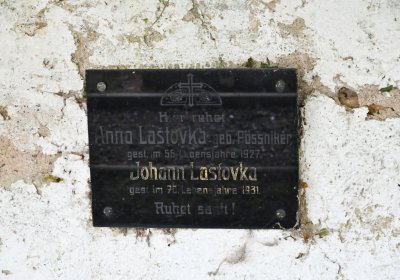 Hier ruhet
Anna Laštovka geb. Pössniker
gest. im 56. Lebensjahre 1927.
Johann Laštovka
gest. im 70. Lebensjahre 1931.
Ruhet sanft!